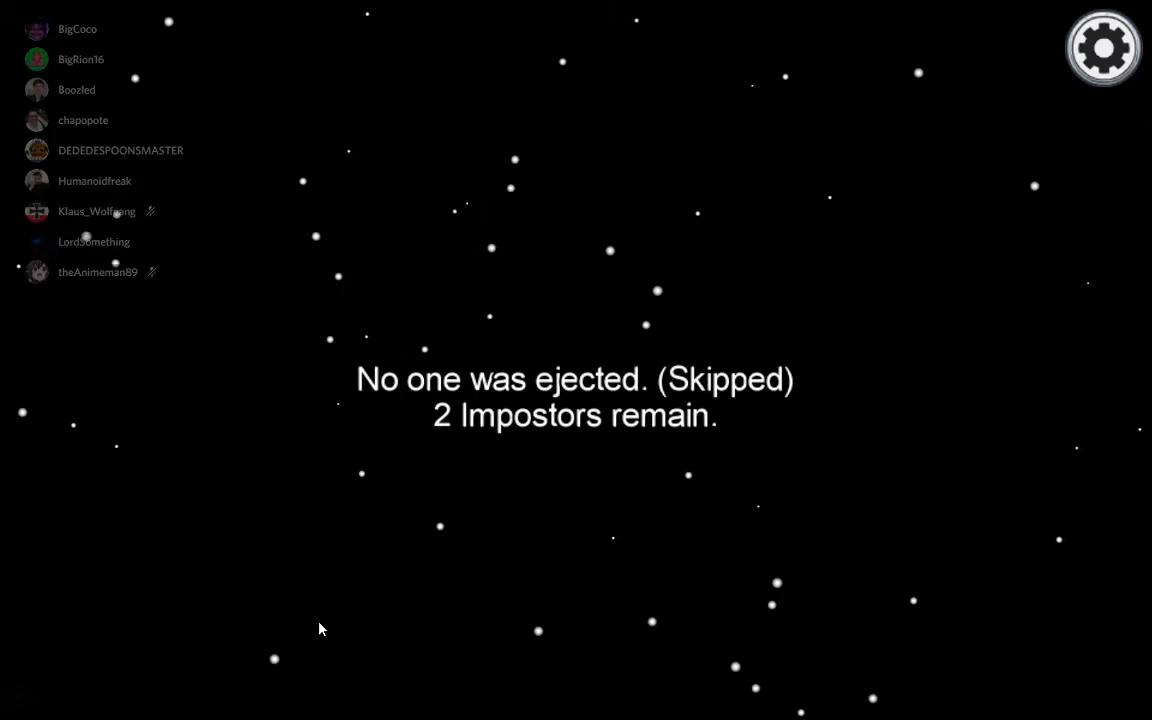 BigCoco
BigRion16
Boozled
chapopote
DEDEDESPOONSMASTER
Humanoidfreak
Klaus_Wolfgang
LordSomething
theAnimeman89
No one was ejected. (Skipped)
2 Impostors remain.